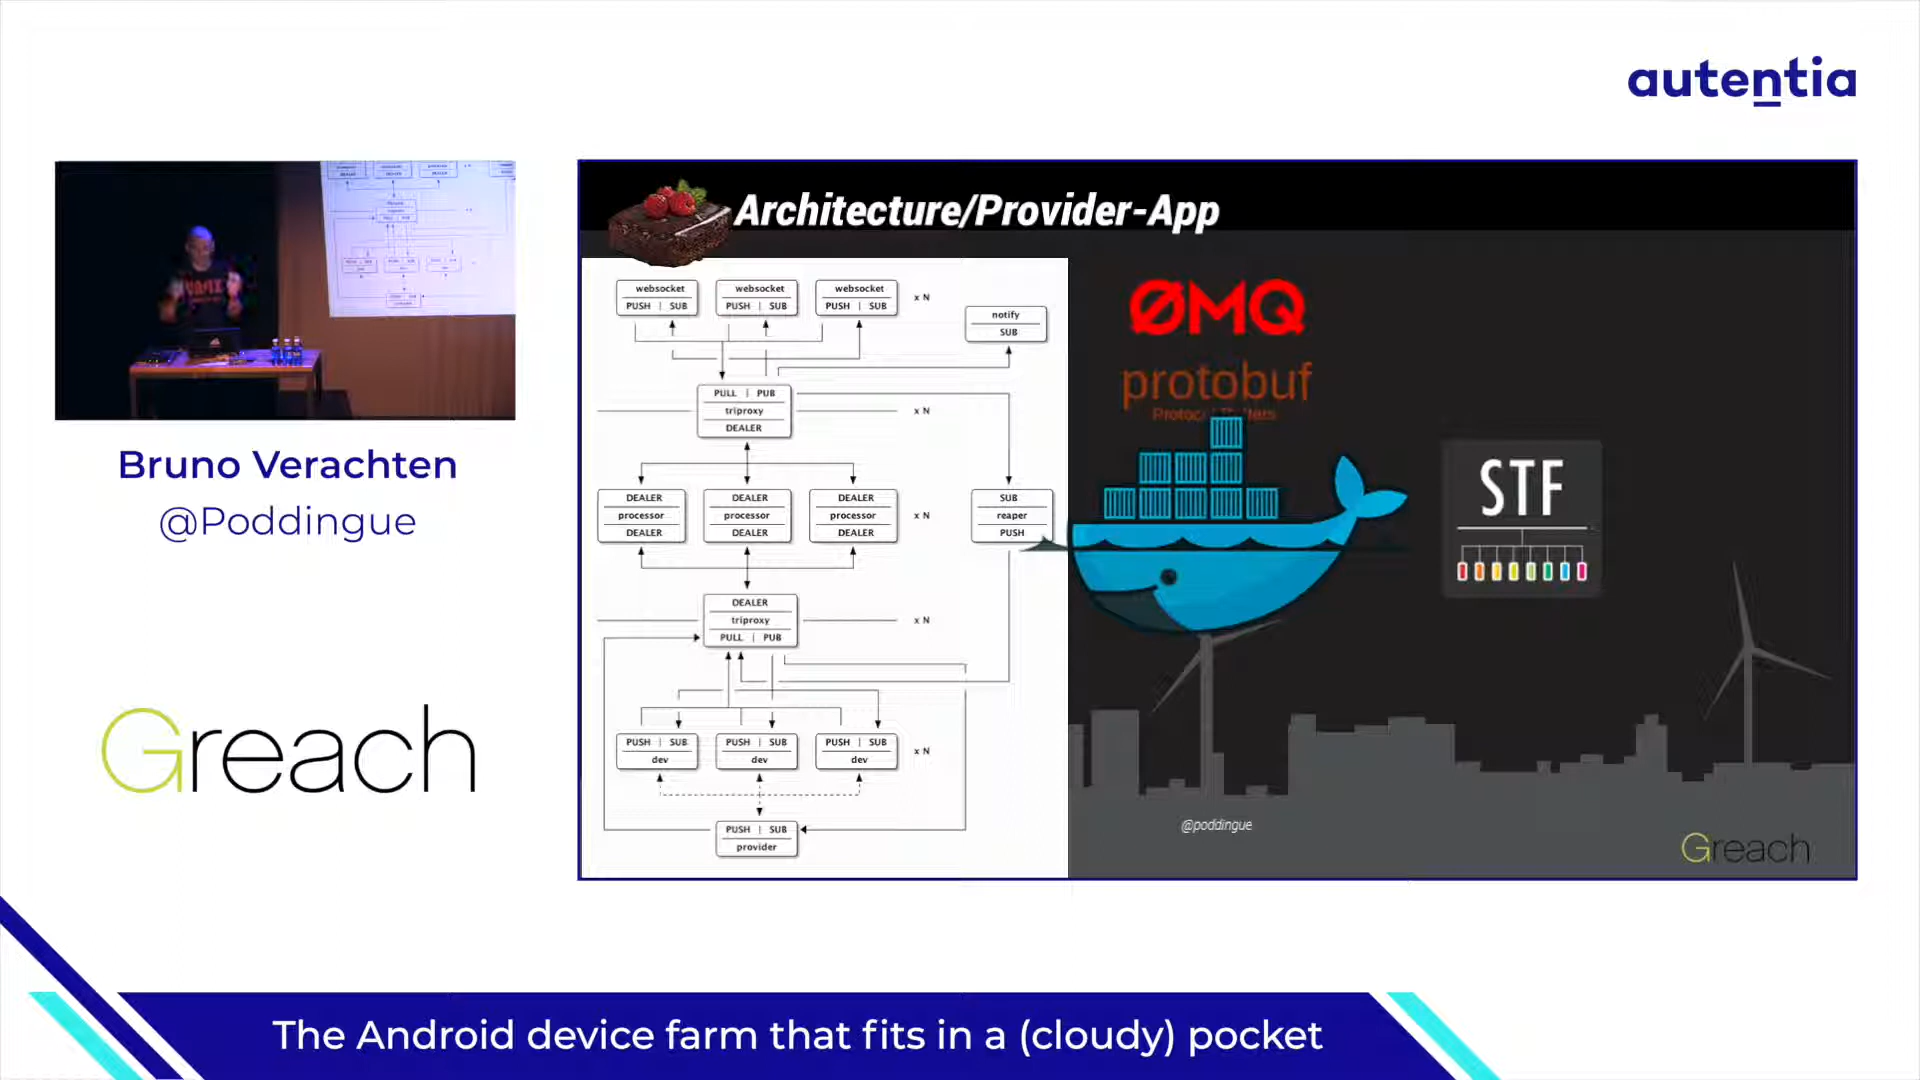 autentia
Architecture/Provider-App
websocket websocket websocket
PUSH | SUB PUSH | SUB PUSH | SUB x N
notify
SUB
PULL | PUB
triproxy x N
DEALER
DEALER DEALER DEALER SUB
processor processor processor x N reaper
DEALER DEALER DEALER PUSH
DEALER
triproxy x N
PULL | PUB
PUSH | SUB PUSH | SUB PUSH | SUB x N
dev dev dev
PUSH | SUB
provider
ØMQ
protobuf
STF
@poddingue
Greach
Bruno Verachten
@Poddingue
Greach
The Android device farm that fits in a (cloudy) pocket